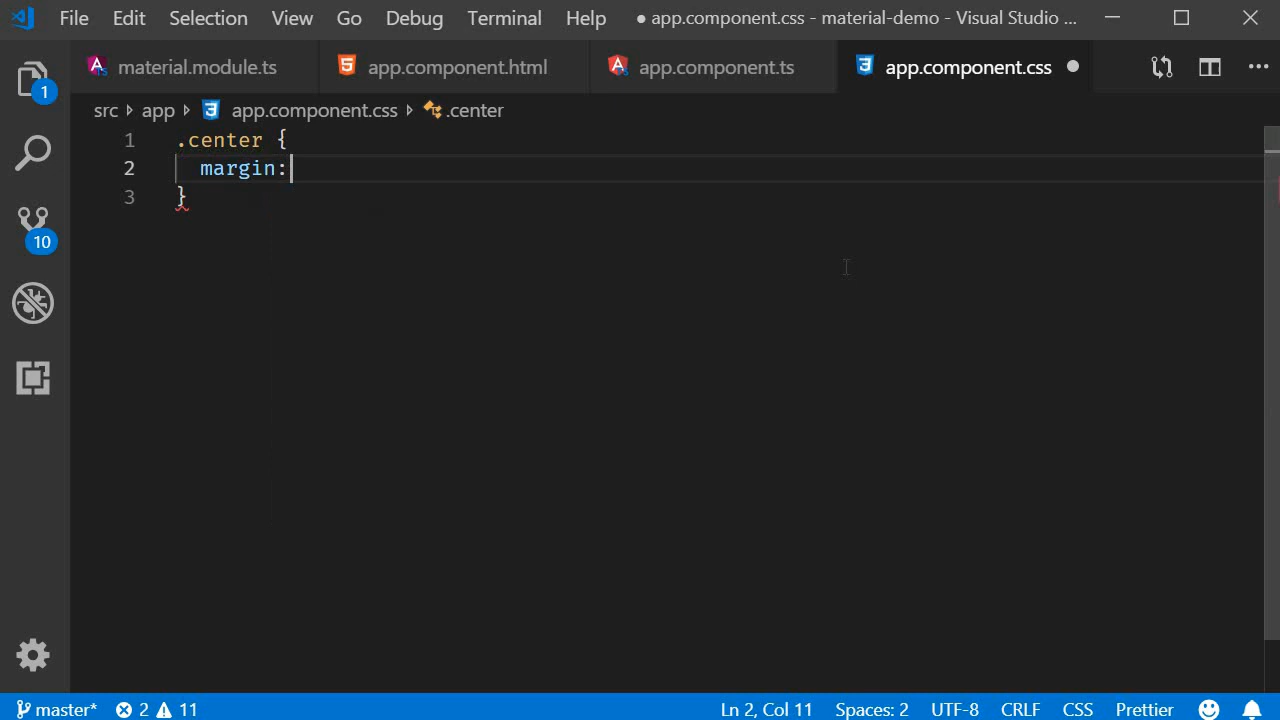 File Edit Selection View Go Debug Terminal Help ● app.component.css - material-demo - Visual Studio ...
material.module.ts app.component.html app.component.ts app.component.css
src app app.component.css .center
1 .center {
2 margin:
3 }
1
10
master* 2 11 Ln 2, Col 11 Spaces: 2 UTF-8 CRLF CSS Prettier